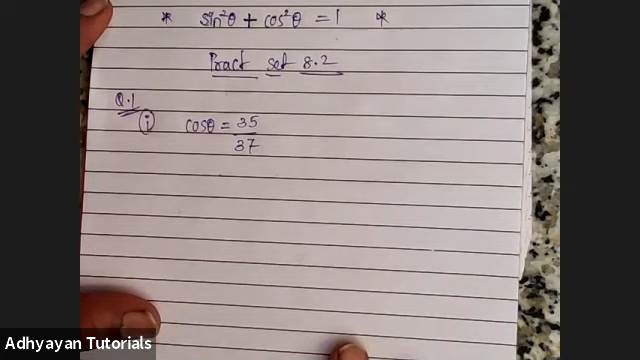 * sin²θ + cos²θ = 1 *
Pract set 8.2
Q.1
(i) cosθ = 35/37
Adhyayan Tutorials